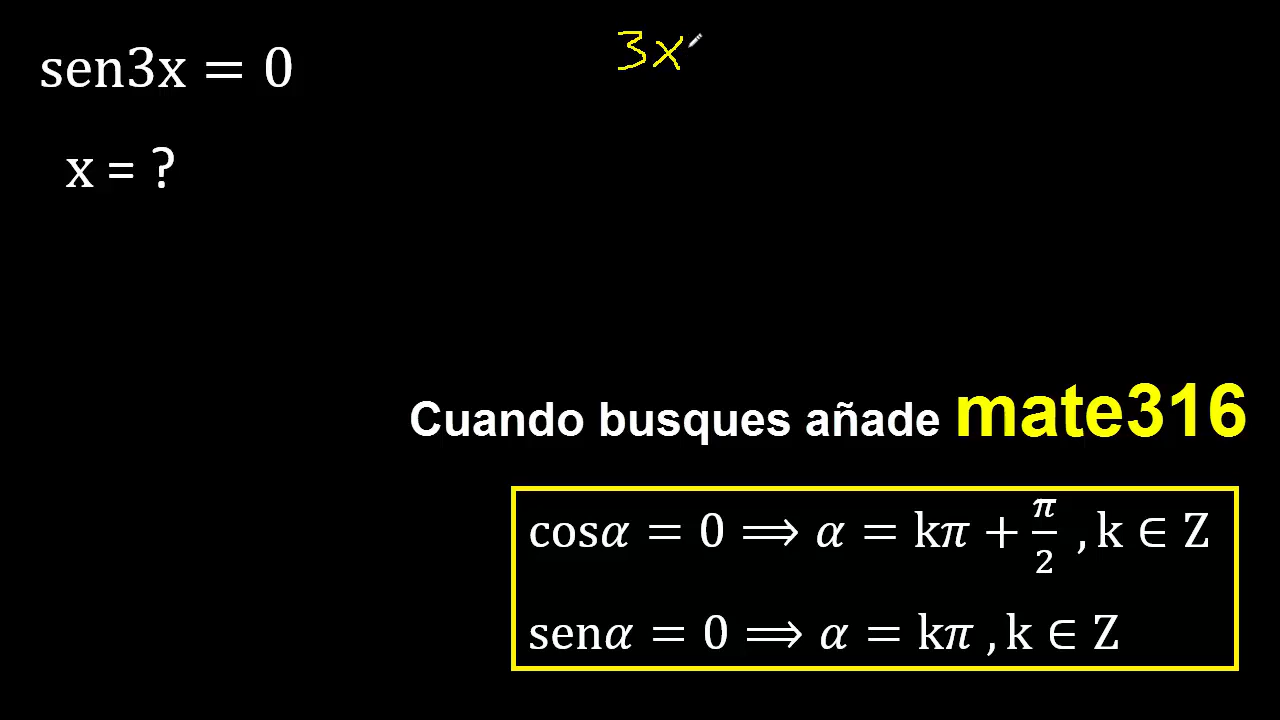 sen3x = 0
3x
x = ?
Cuando busques añade mate316
cosα = 0 ⟹ α = kπ + π/2 , k ∈ Z
senα = 0 ⟹ α = kπ , k ∈ Z